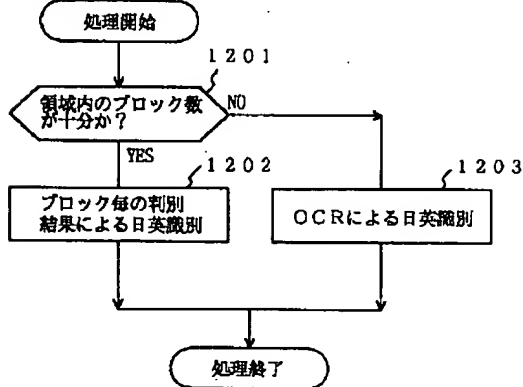 処理開始
1201
領域内のブロック数
が十分か?
NO
YES
1202
1203
ブロック毎の判別
結果による日英識別
OCRによる日英識別
処理終了